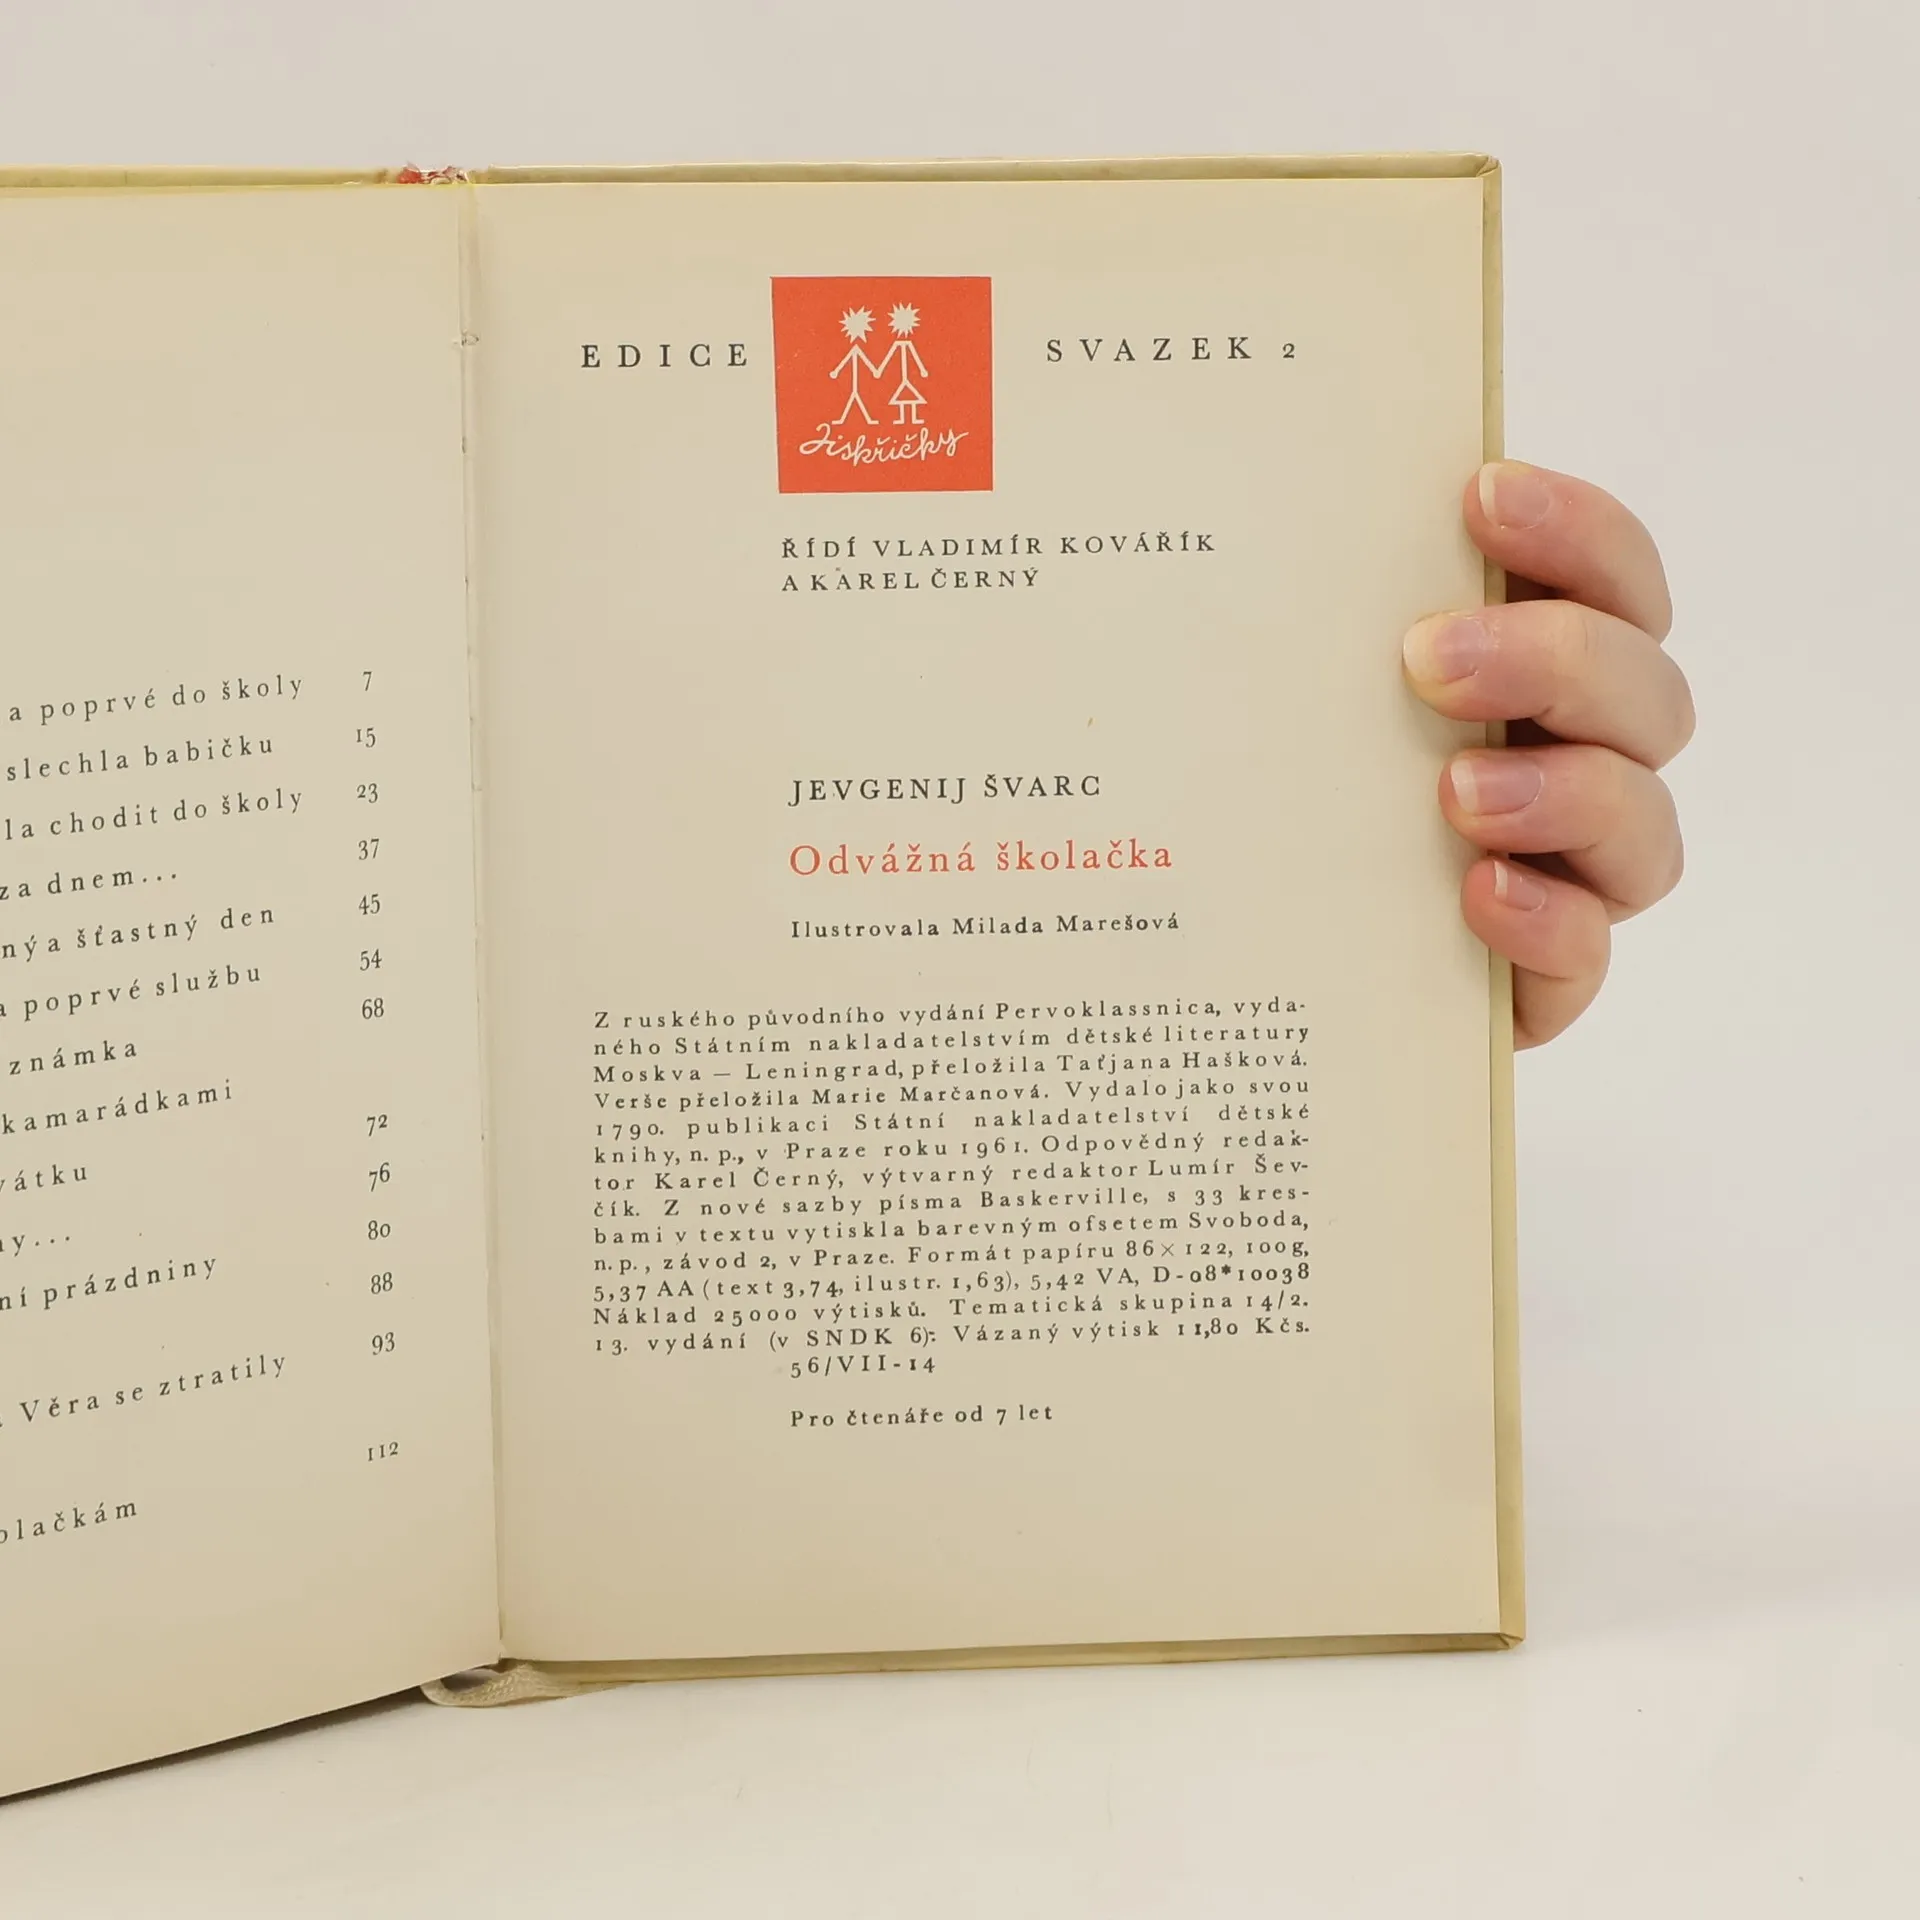 a poprvé do školy 7
slechla babičku 15
la chodit do školy 23
za dnem... 37
ný a šťastný den 45
a poprvé službu 54
známka 68
kamarádkami
vátku 72
ny... 76
ní prázdniny 80
88
Věra se ztratily 93
olačkám 112
EDICE Jiskřičky SVAZEK 2
ŘÍDÍ VLADIMÍR KOVÁŘÍK
A KAREL ČERNÝ
JEVGENIJ ŠVARC
Odvážná školačka
Ilustrovala Milada Marešová
Z ruského původního vydání Pervoklassnica, vyda-
ného Státním nakladatelstvím dětské literatury
Moskva — Leningrad, přeložila Taťjana Hašková.
Verše přeložila Marie Marčanová. Vydalo jako svou
1790. publikaci Státní nakladatelství dětské
knihy, n. p., v Praze roku 1961. Odpovědný redak-
tor Karel Černý, výtvarný redaktor Lumír Šev-
čík. Z nové sazby písma Baskerville, s 33 kres-
bami v textu vytiskla barevným ofsetem Svoboda,
n. p., závod 2, v Praze. Formát papíru 86×122, 100g,
5,37 AA (text 3,74, ilustr. 1,63), 5,42 VA, D-08*10038
Náklad 25000 výtisků. Tematická skupina 14/2.
13. vydání (v SNDK 6): Vázaný výtisk 11,80 Kčs.
56/VII-14
Pro čtenáře od 7 let